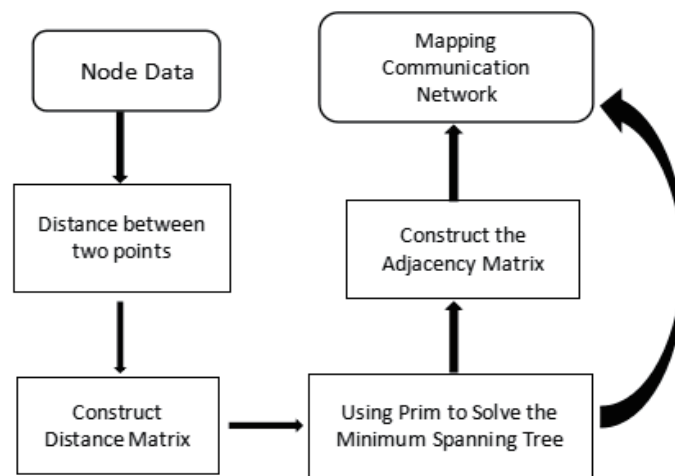 Node Data
Distance between
two points
Construct
Distance Matrix
Using Prim to Solve the
Minimum Spanning Tree
Construct the
Adjacency Matrix
Mapping
Communication
Network